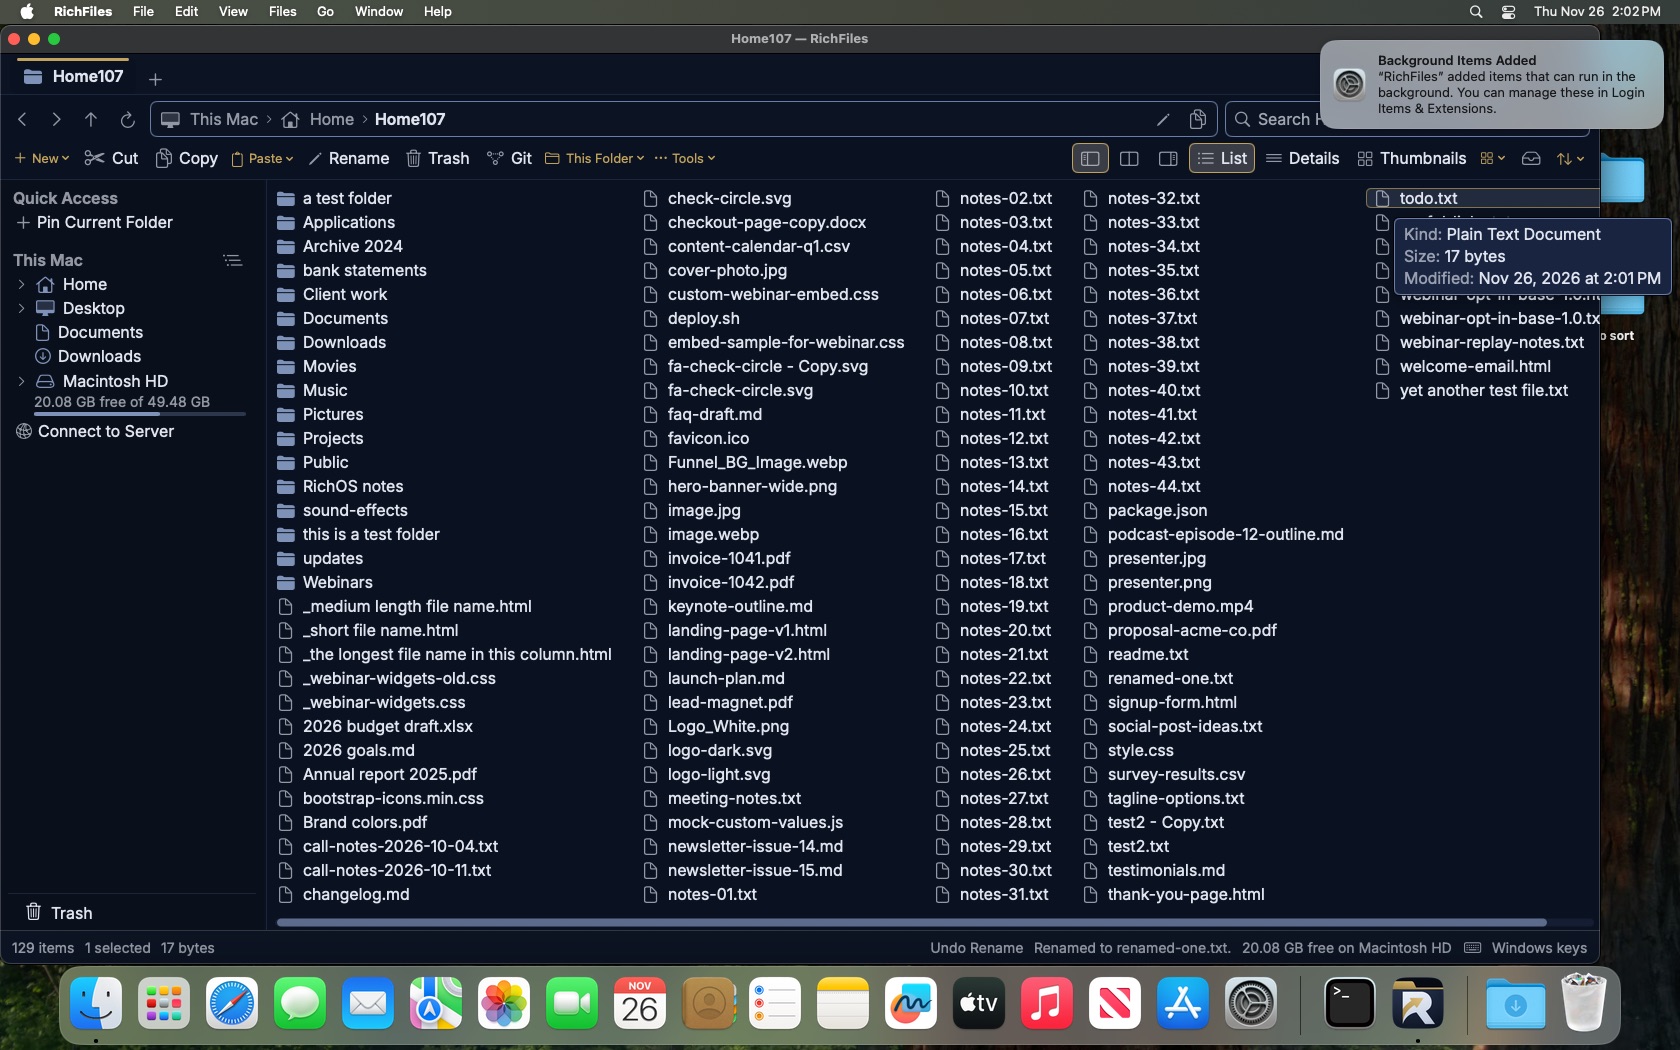 RichFiles File Edit View Files Go Window Help
Thu Nov 26 2:02 PM
Home107 — RichFiles
Home107
Background Items Added
“RichFiles” added items that can run in the
background. You can manage these in Login
Items & Extensions.
This Mac > Home > Home107
Search
New Cut Copy Paste Rename Trash Git This Folder Tools List Details Thumbnails
Quick Access
Pin Current Folder
This Mac
Home
Desktop
Documents
Downloads
Macintosh HD
20.08 GB free of 49.48 GB
Connect to Server
Trash
a test folder
Applications
Archive 2024
bank statements
Client work
Documents
Downloads
Movies
Music
Pictures
Projects
Public
RichOS notes
sound-effects
this is a test folder
updates
Webinars
_medium length file name.html
_short file name.html
_the longest file name in this column.html
_webinar-widgets-old.css
_webinar-widgets.css
2026 budget draft.xlsx
2026 goals.md
Annual report 2025.pdf
bootstrap-icons.min.css
Brand colors.pdf
call-notes-2026-10-04.txt
call-notes-2026-10-11.txt
changelog.md
check-circle.svg
checkout-page-copy.docx
content-calendar-q1.csv
cover-photo.jpg
custom-webinar-embed.css
deploy.sh
embed-sample-for-webinar.css
fa-check-circle - Copy.svg
fa-check-circle.svg
faq-draft.md
favicon.ico
Funnel_BG_Image.webp
hero-banner-wide.png
image.jpg
image.webp
invoice-1041.pdf
invoice-1042.pdf
keynote-outline.md
landing-page-v1.html
landing-page-v2.html
launch-plan.md
lead-magnet.pdf
Logo_White.png
logo-dark.svg
logo-light.svg
meeting-notes.txt
mock-custom-values.js
newsletter-issue-14.md
newsletter-issue-15.md
notes-01.txt
notes-02.txt
notes-03.txt
notes-04.txt
notes-05.txt
notes-06.txt
notes-07.txt
notes-08.txt
notes-09.txt
notes-10.txt
notes-11.txt
notes-12.txt
notes-13.txt
notes-14.txt
notes-15.txt
notes-16.txt
notes-17.txt
notes-18.txt
notes-19.txt
notes-20.txt
notes-21.txt
notes-22.txt
notes-23.txt
notes-24.txt
notes-25.txt
notes-26.txt
notes-27.txt
notes-28.txt
notes-29.txt
notes-30.txt
notes-31.txt
notes-32.txt
notes-33.txt
notes-34.txt
notes-35.txt
notes-36.txt
notes-37.txt
notes-38.txt
notes-39.txt
notes-40.txt
notes-41.txt
notes-42.txt
notes-43.txt
notes-44.txt
package.json
podcast-episode-12-outline.md
presenter.jpg
presenter.png
product-demo.mp4
proposal-acme-co.pdf
readme.txt
renamed-one.txt
signup-form.html
social-post-ideas.txt
style.css
survey-results.csv
tagline-options.txt
test2 - Copy.txt
test2.txt
testimonials.md
thank-you-page.html
todo.txt
Kind: Plain Text Document
Size: 17 bytes
Modified: Nov 26, 2026 at 2:01 PM
webinar-opt-in-base-1.0.tx
webinar-replay-notes.txt
welcome-email.html
yet another test file.txt
sort
129 items 1 selected 17 bytes
Undo Rename Renamed to renamed-one.txt. 20.08 GB free on Macintosh HD Windows keys
NOV
26
tv